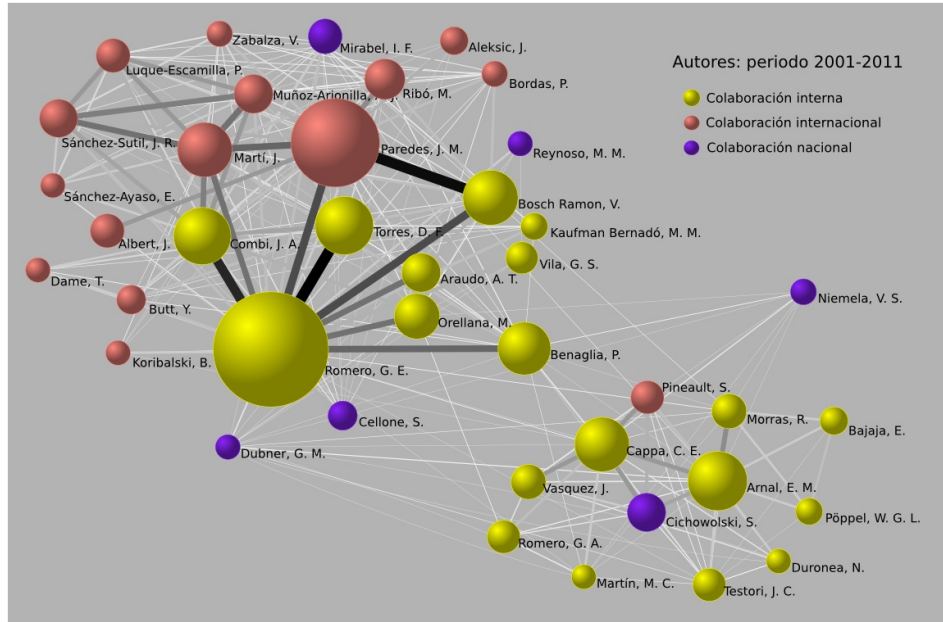 Zabalza, V.
Mirabel, I. F.
Aleksic, J.
Autores: periodo 2001-2011
Luque-Escamilla, P.
Bordas, P.
Muñoz-Arjonilla, J. Ribó, M.
Colaboración interna
Colaboración internacional
Colaboración nacional
Sánchez-Sutil, J. R.
Martí, J.
Paredes, J. M.
Reynoso, M. M.
Sánchez-Ayaso, E.
Bosch Ramon, V.
Albert, J.
Combi, J. A.
Torres, D. F.
Kaufman Bernadó, M. M.
Vila, G. S.
Dame, T.
Araudo, A. T.
Butt, Y.
Niemela, V. S.
Orellana, M.
Koribalski, B.
Romero, G. E.
Benaglia, P.
Pineault, S.
Cellone, S.
Morras, R.
Bajaja, E.
Dubner, G. M.
Cappa, C. E.
Vasquez, J.
Arnal, E. M.
Cichowolski, S.
Pöppel, W. G. L.
Romero, G. A.
Duronea, N.
Martín, M. C.
Testori, J. C.